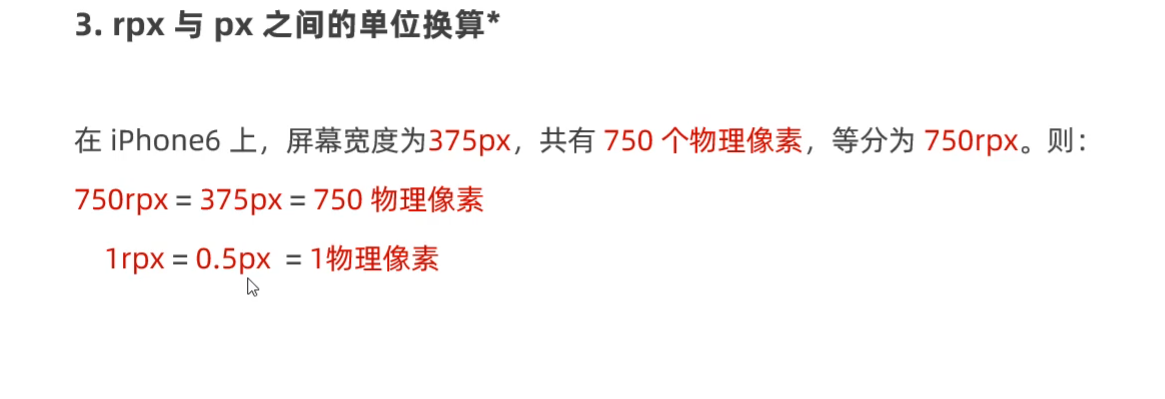 3. rpx 与 px 之间的单位换算*
在 iPhone6 上，屏幕宽度为375px，共有 750 个物理像素，等分为 750rpx。则：
750rpx = 375px = 750 物理像素
1rpx = 0.5px = 1物理像素